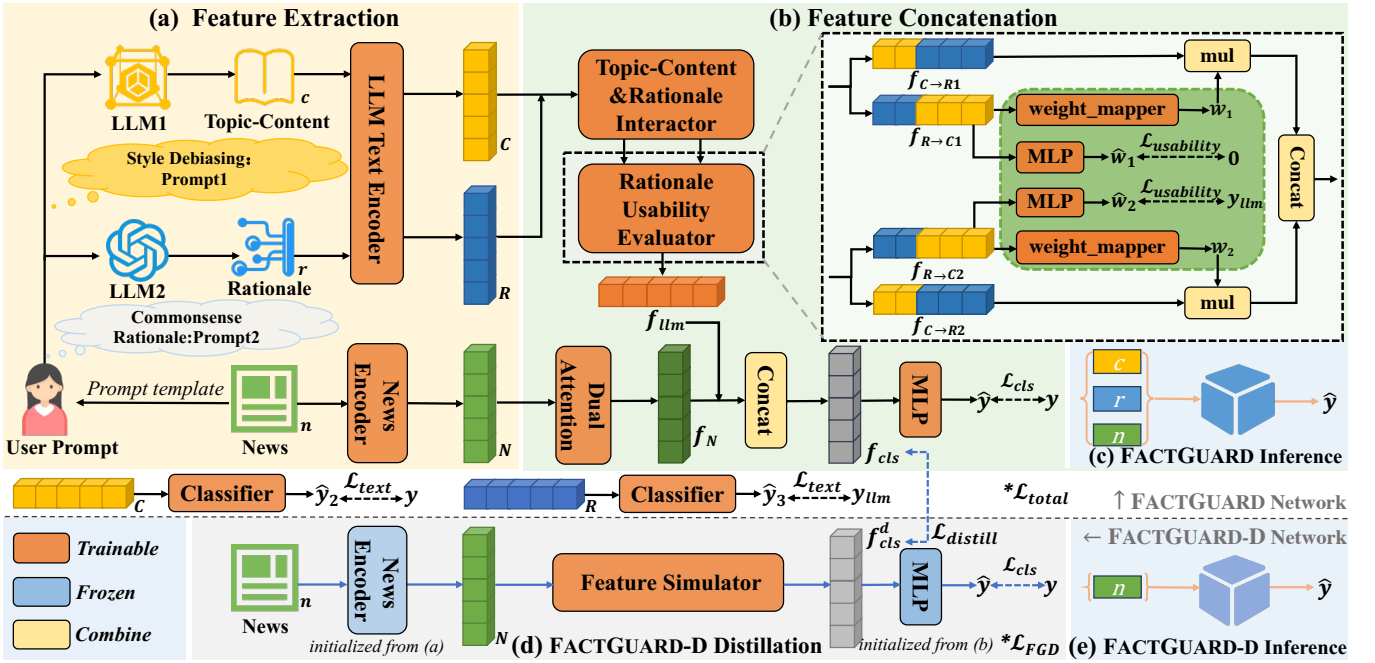 (a) Feature Extraction
LLM1
c
Topic-Content
Style Debiasing:
Prompt1
LLM2
r
Rationale
Commonsense
Rationale:Prompt2
LLM Text Encoder
C
R
User Prompt
Prompt template
n
News
News
Encoder
N
(b) Feature Concatenation
Topic-Content
&Rationale
Interactor
Rationale
Usability
Evaluator
f_llm
Dual
Attention
f_N
Concat
f_cls
MLP
ŷ
ℒ_cls
y
f_C→R1
mul
f_R→C1
weight_mapper
w_1
MLP
ŵ_1
ℒ_usability
0
MLP
ŵ_2
ℒ_usability
y_llm
f_R→C2
weight_mapper
w_2
f_C→R2
mul
Concat
c
r
n
ŷ
(c) FACTGUARD Inference
C
Classifier
ŷ_2
ℒ_text
y
R
Classifier
ŷ_3
ℒ_text
y_llm
*ℒ_total
↑ FACTGUARD Network
← FACTGUARD-D Network
Trainable
Frozen
Combine
n
News
News
Encoder
initialized from (a)
N
Feature Simulator
(d) FACTGUARD-D Distillation
f^d_cls
ℒ_distill
MLP
ŷ
ℒ_cls
y
initialized from (b)
*ℒ_FGD
n
ŷ
(e) FACTGUARD-D Inference